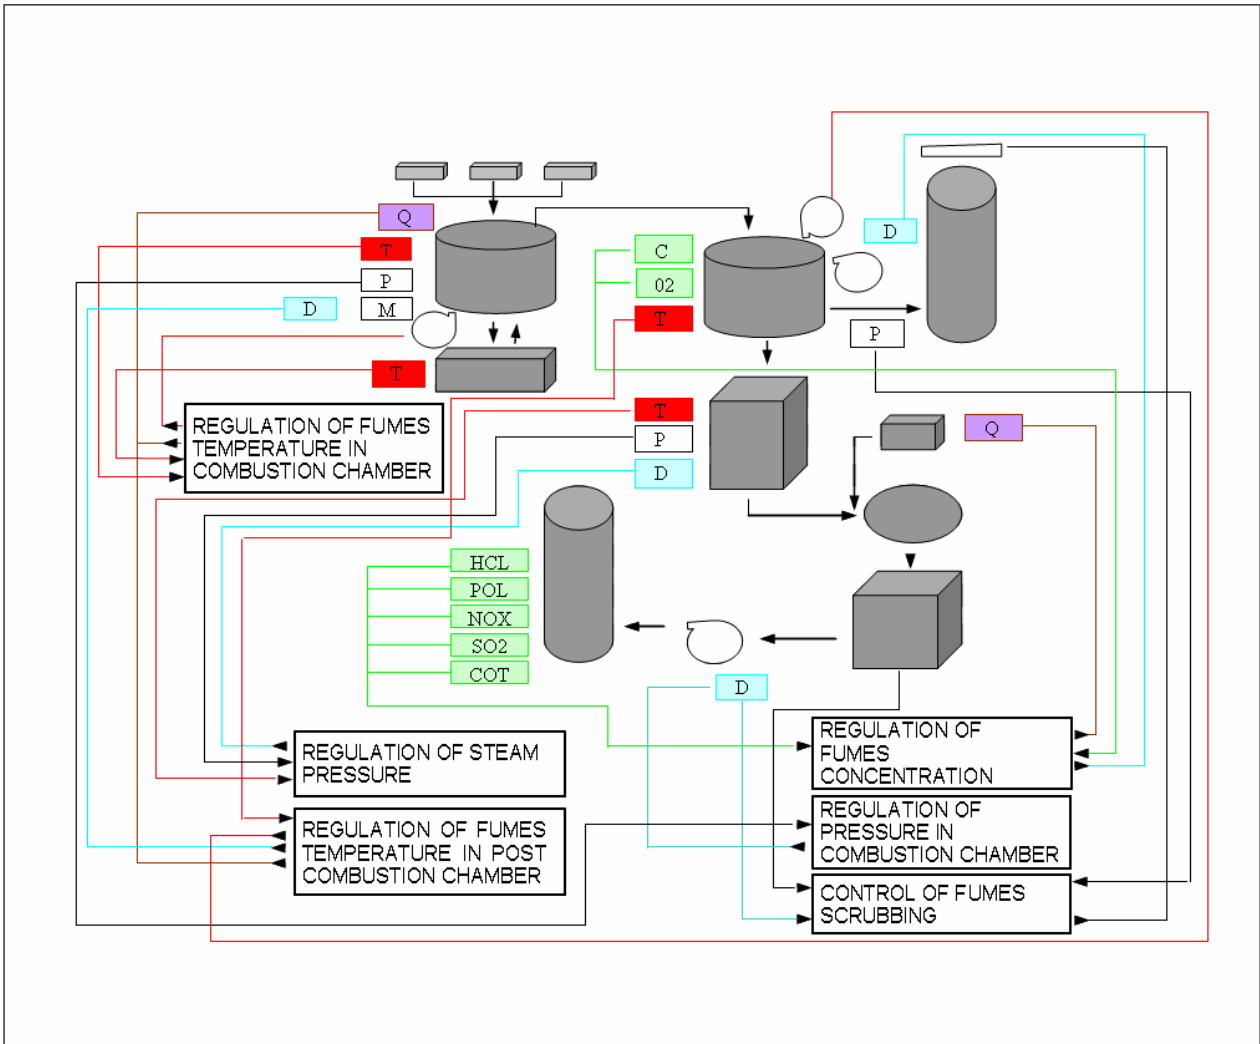 Q
T
P
D
M
T
C
02
T
D
P
REGULATION OF FUMES
TEMPERATURE IN
COMBUSTION CHAMBER
T
P
D
Q
HCL
POL
NOX
SO2
COT
D
REGULATION OF STEAM
PRESSURE
REGULATION OF FUMES
TEMPERATURE IN POST
COMBUSTION CHAMBER
REGULATION OF
FUMES
CONCENTRATION
REGULATION OF
PRESSURE IN
COMBUSTION CHAMBER
CONTROL OF FUMES
SCRUBBING